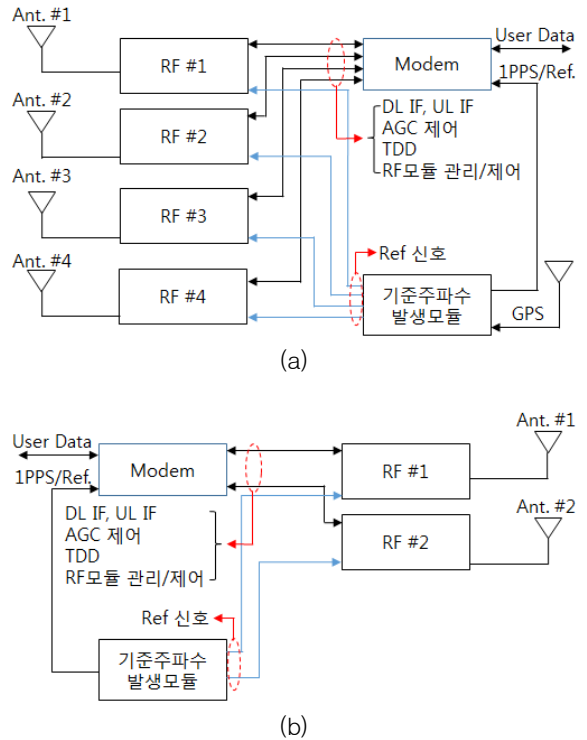 Ant. #1
RF #1
Modem
User Data
1PPS/Ref.
Ant. #2
RF #2
DL IF, UL IF
AGC 제어
TDD
RF모듈 관리/제어
Ant. #3
RF #3
Ref 신호
Ant. #4
RF #4
기준주파수
발생모듈
GPS
(a)
User Data
1PPS/Ref.
Modem
RF #1
Ant. #1
DL IF, UL IF
AGC 제어
TDD
RF모듈 관리/제어
RF #2
Ant. #2
Ref 신호
기준주파수
발생모듈
(b)